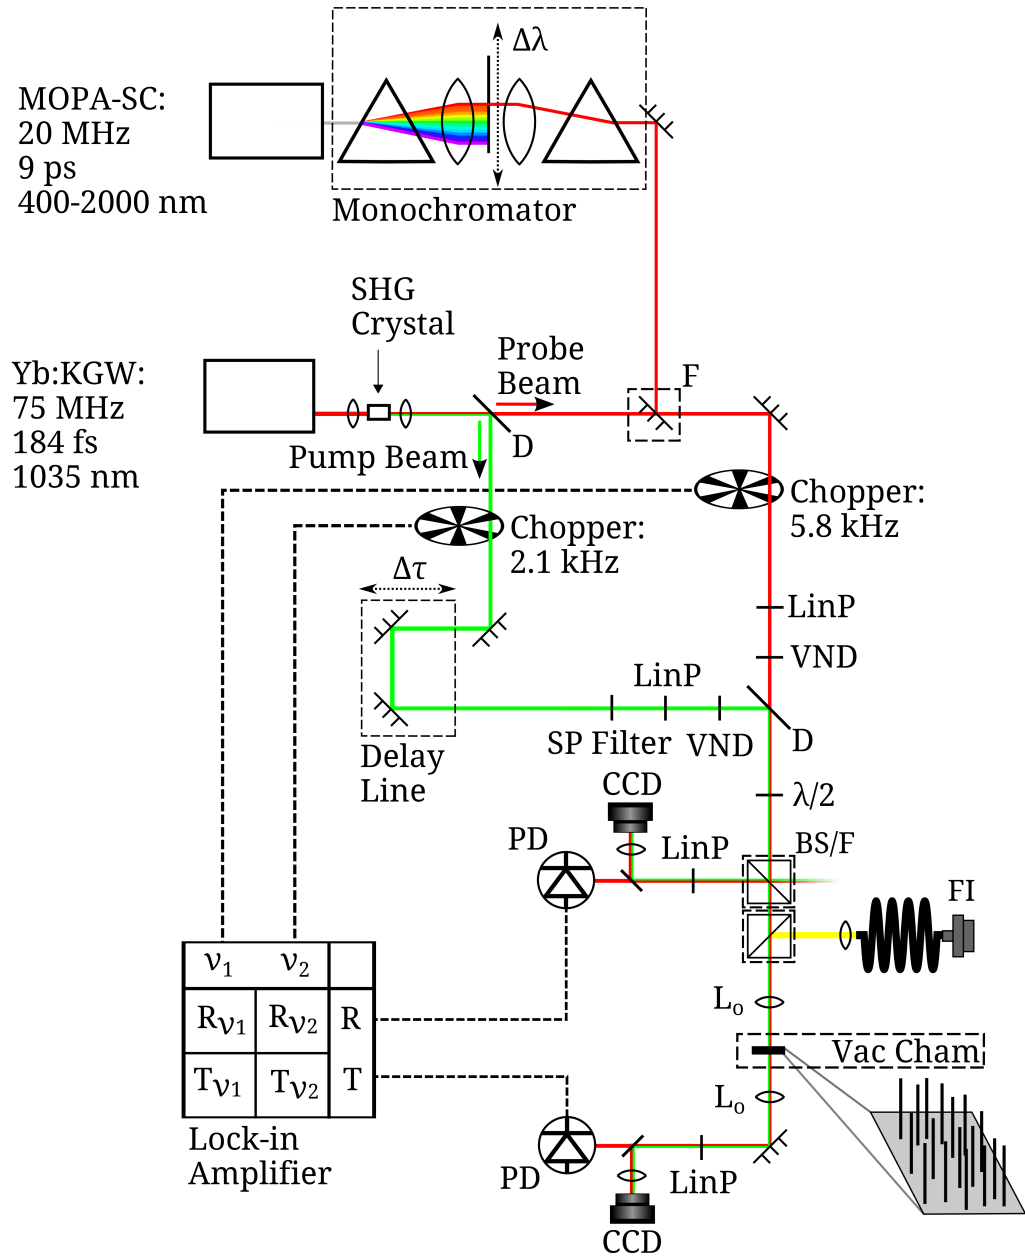 Δλ
MOPA-SC:
20 MHz
9 ps
400-2000 nm
Monochromator
SHG
Crystal
Probe
Beam
F
Yb:KGW:
75 MHz
184 fs
1035 nm
D
Pump Beam
Chopper:
5.8 kHz
Chopper:
2.1 kHz
Δτ
LinP
VND
LinP
SP Filter
VND
D
Delay
Line
CCD
λ/2
PD
LinP
BS/F
FI
ν1
ν2
Lo
Rν1
Rν2
R
Vac Cham
Tν1
Tν2
T
Lo
Lock-in
Amplifier
PD
LinP
CCD